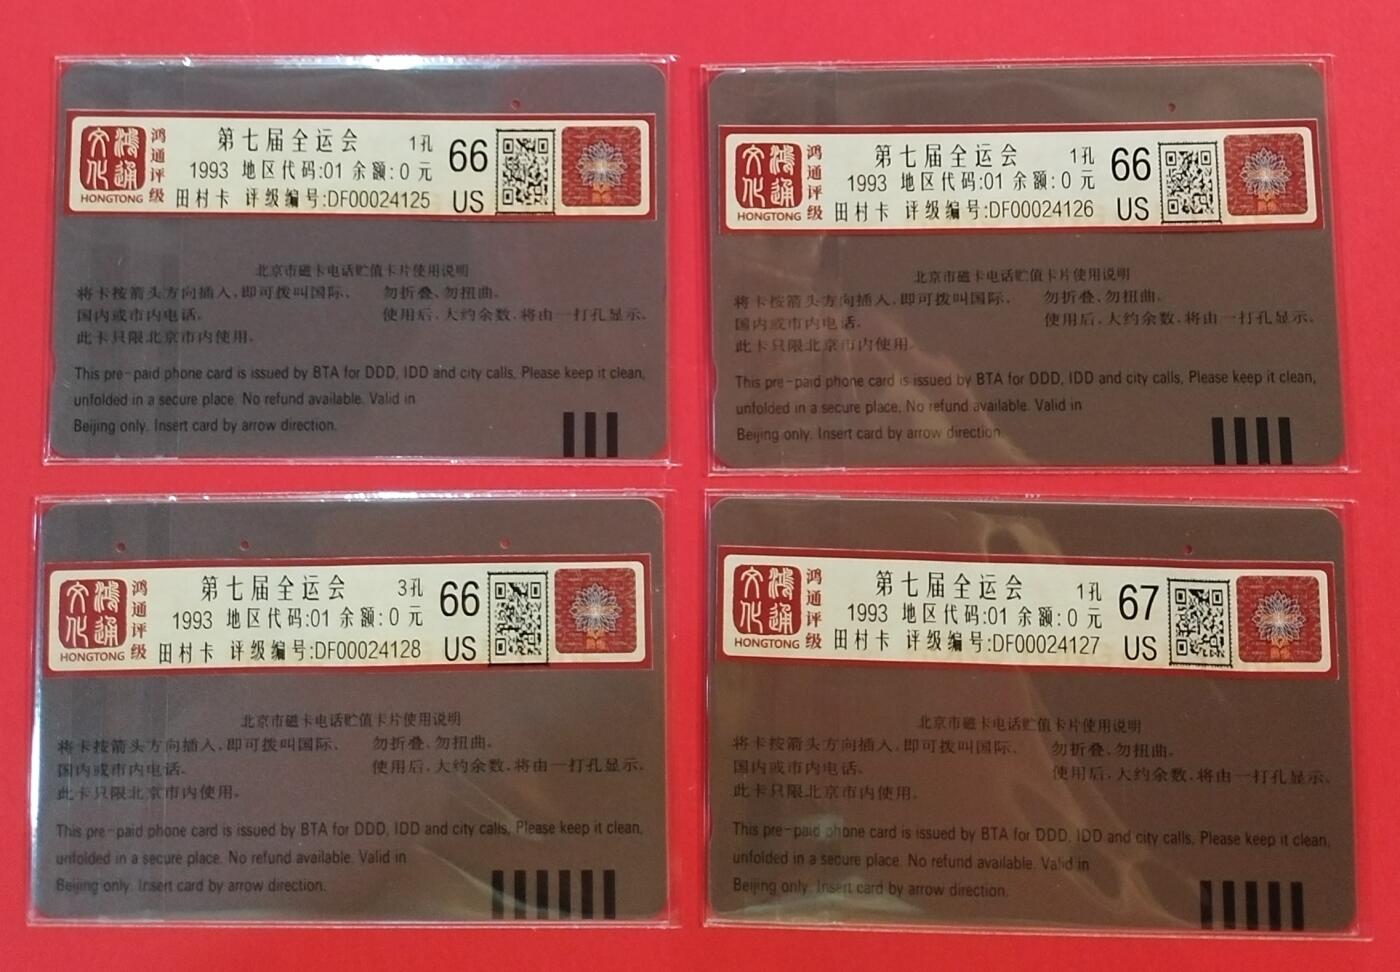 鸿通文化
HONGTONG
鸿通评级
第七届全运会 1孔
1993 地区代码:01 余额:0 元
田村卡 评级编号:DF00024125
66
US
北京市磁卡电话贮值卡片使用说明
将卡按箭头方向插入,即可拨叫国际、 勿折叠、勿扭曲。
国内或市内电话。 使用后,大约余数,将由一打孔显示。
此卡只限北京市内使用。
This pre-paid phone card is issued by BTA for DDD, IDD and city calls, Please keep it clean,
unfolded in a secure place. No refund available. Valid in
Beijing only. Insert card by arrow direction.
鸿通文化
HONGTONG
鸿通评级
第七届全运会 1孔
1993 地区代码:01 余额:0 元
田村卡 评级编号:DF00024126
66
US
北京市磁卡电话贮值卡片使用说明
将卡按箭头方向插入,即可拨叫国际、 勿折叠、勿扭曲。
国内或市内电话。 使用后,大约余数,将由一打孔显示。
此卡只限北京市内使用。
This pre-paid phone card is issued by BTA for DDD, IDD and city calls, Please keep it clean,
unfolded in a secure place. No refund available. Valid in
Beijing only. Insert card by arrow direction.
鸿通文化
HONGTONG
鸿通评级
第七届全运会 3孔
1993 地区代码:01 余额:0 元
田村卡 评级编号:DF00024128
66
US
北京市磁卡电话贮值卡片使用说明
将卡按箭头方向插入,即可拨叫国际、 勿折叠、勿扭曲。
国内或市内电话。 使用后,大约余数,将由一打孔显示。
此卡只限北京市内使用。
This pre-paid phone card is issued by BTA for DDD, IDD and city calls, Please keep it clean,
unfolded in a secure place. No refund available. Valid in
Beijing only. Insert card by arrow direction.
鸿通文化
HONGTONG
鸿通评级
第七届全运会 1孔
1993 地区代码:01 余额:0 元
田村卡 评级编号:DF00024127
67
US
北京市磁卡电话贮值卡片使用说明
将卡按箭头方向插入,即可拨叫国际、 勿折叠、勿扭曲。
国内或市内电话。 使用后,大约余数,将由一打孔显示。
此卡只限北京市内使用。
This pre-paid phone card is issued by BTA for DDD, IDD and city calls, Please keep it clean,
unfolded in a secure place. No refund available. Valid in
Beijing only. Insert card by arrow direction.